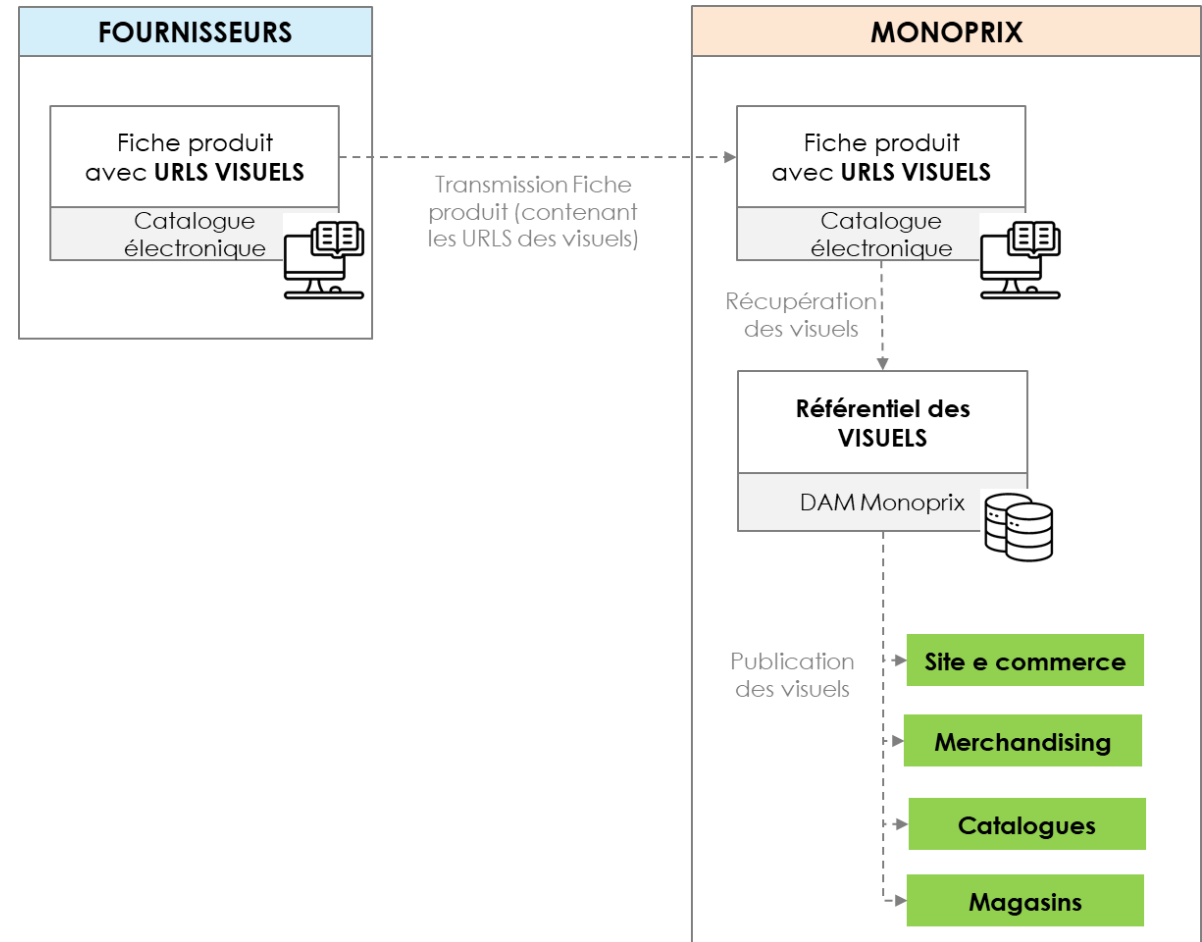 FOURNISSEURS
Fiche produit
avec URLS VISUELS
Catalogue
électronique
Transmission Fiche
produit (contenant
les URLS des visuels)
MONOPRIX
Fiche produit
avec URLS VISUELS
Catalogue
électronique
Récupération
des visuels
Référentiel des
VISUELS
DAM Monoprix
Publication
des visuels
Site e commerce
Merchandising
Catalogues
Magasins